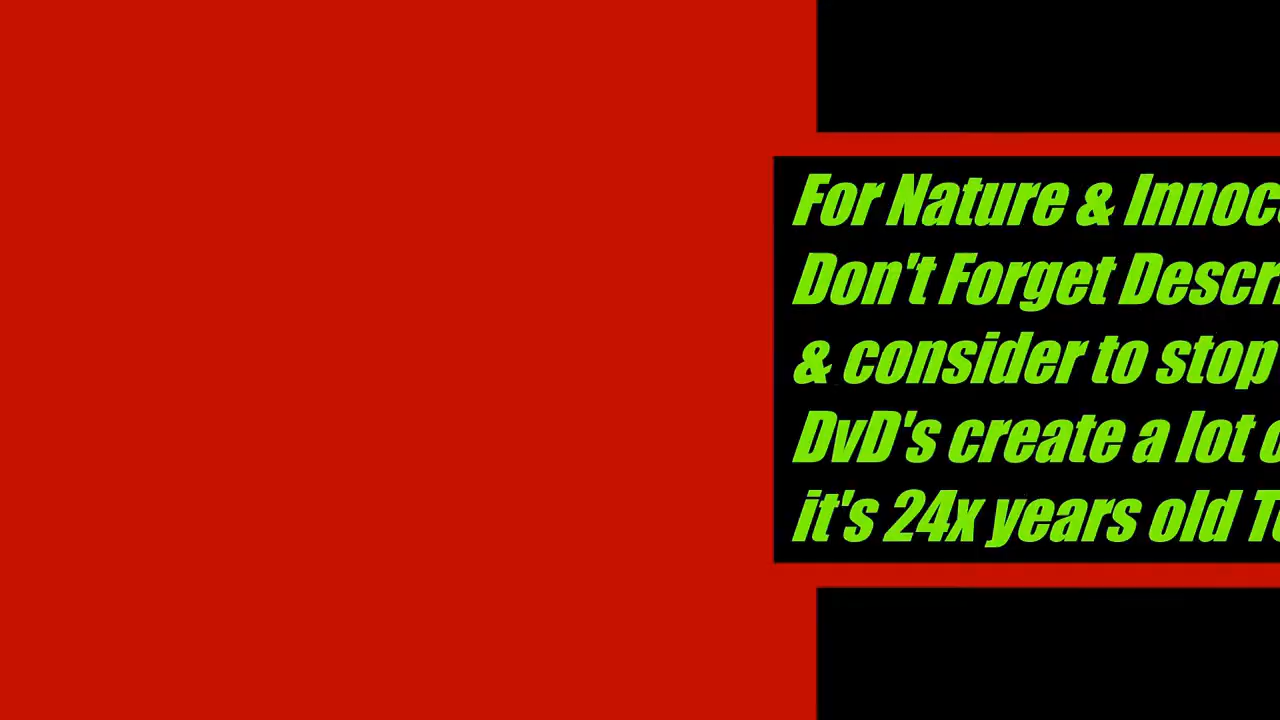 For Nature & Innoc
Don't Forget Descr
& consider to stop
DvD's create a lot
it's 24x years old